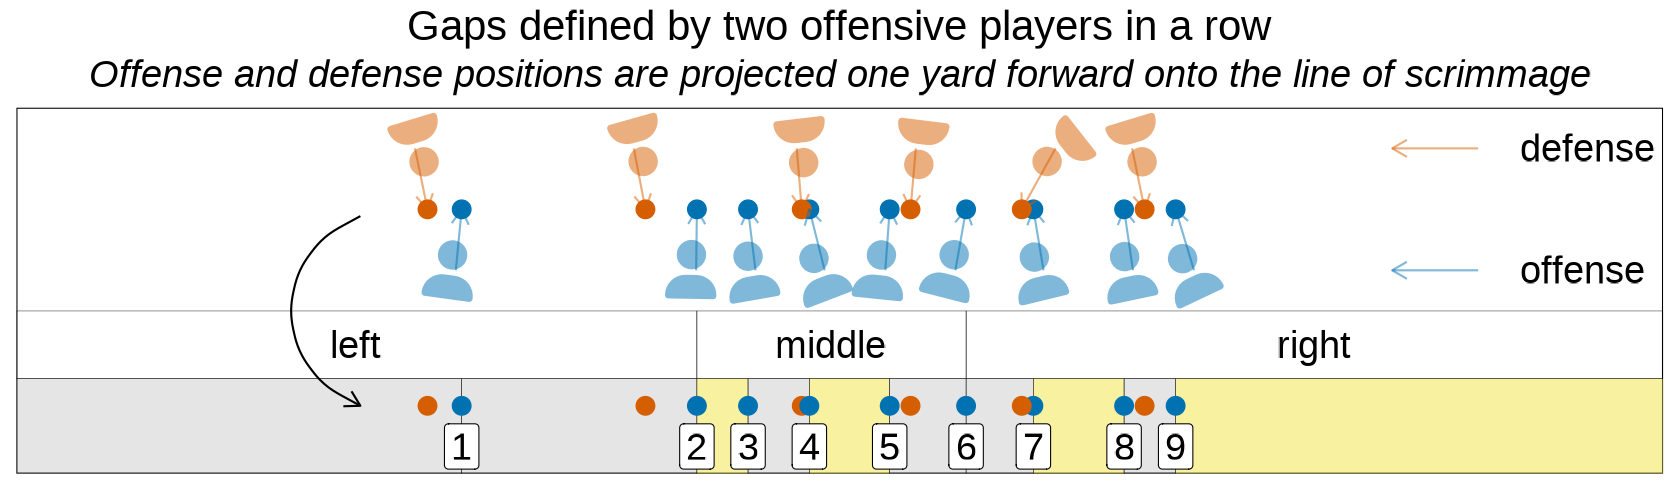 Gaps defined by two offensive players in a row
Offense and defense positions are projected one yard forward onto the line of scrimmage
defense
offense
left middle right
1 2 3 4 5 6 7 8 9